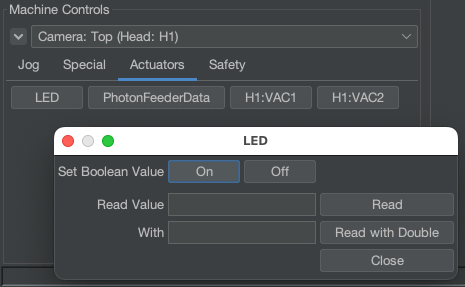 Machine Controls
Camera: Top (Head: H1)
Jog Special Actuators Safety
LED PhotonFeederData H1:VAC1 H1:VAC2
LED
Set Boolean Value On Off
Read Value Read
With Read with Double
Close